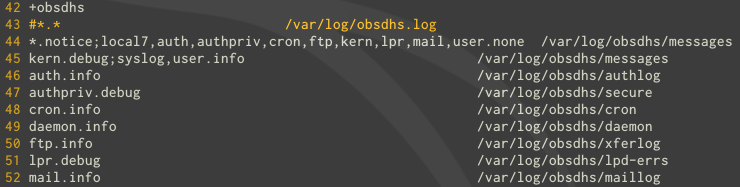 42 +obsdhs
43 #*.* /var/log/obsdhs.log
44 *.notice;local7,auth,authpriv,cron,ftp,kern,lpr,mail,user.none /var/log/obsdhs/messages
45 kern.debug;syslog,user.info /var/log/obsdhs/messages
46 auth.info /var/log/obsdhs/authlog
47 authpriv.debug /var/log/obsdhs/secure
48 cron.info /var/log/obsdhs/cron
49 daemon.info /var/log/obsdhs/daemon
50 ftp.info /var/log/obsdhs/xferlog
51 lpr.debug /var/log/obsdhs/lpd-errs
52 mail.info /var/log/obsdhs/maillog